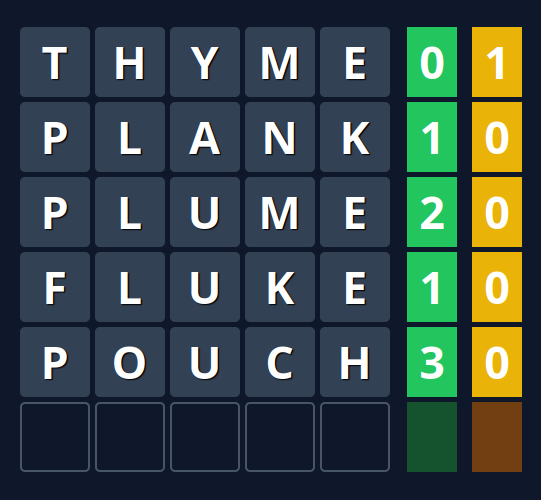 T H Y M E 0 1
P L A N K 1 0
P L U M E 2 0
F L U K E 1 0
P O U C H 3 0